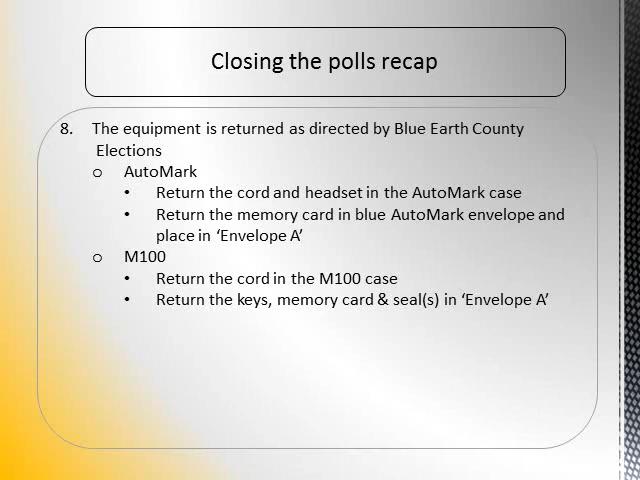 Closing the polls recap
8. The equipment is returned as directed by Blue Earth County
Elections
o AutoMark
• Return the cord and headset in the AutoMark case
• Return the memory card in blue AutoMark envelope and
place in ‘Envelope A’
o M100
• Return the cord in the M100 case
• Return the keys, memory card & seal(s) in ‘Envelope A’